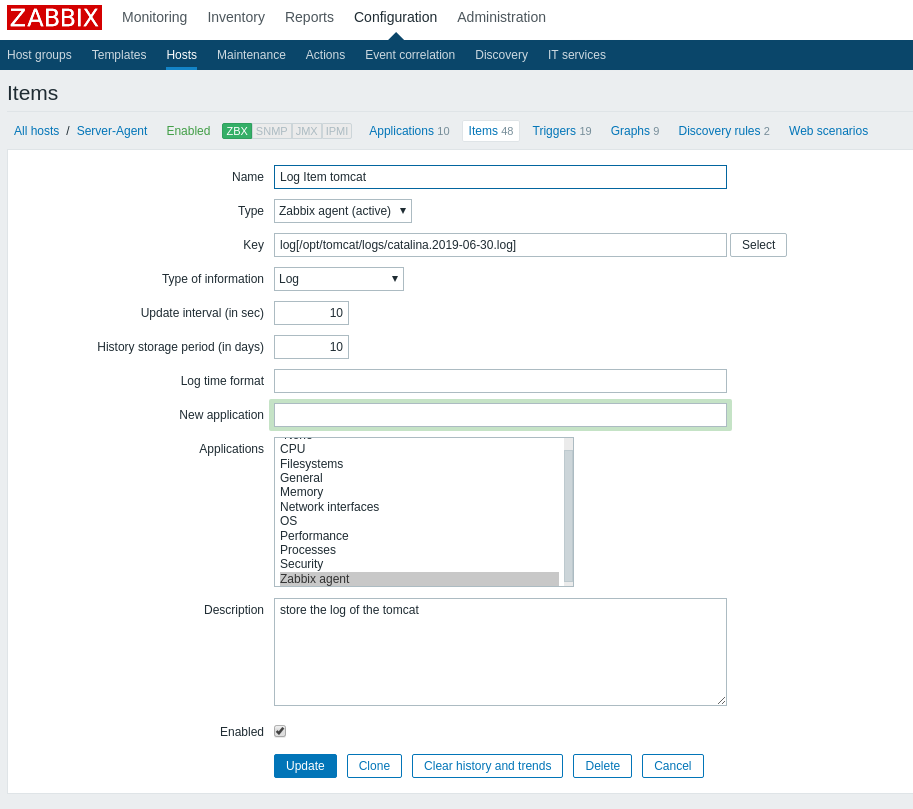 ZABBIX Monitoring Inventory Reports Configuration Administration
Host groups Templates Hosts Maintenance Actions Event correlation Discovery IT services
Items
All hosts / Server-Agent Enabled ZBX SNMP JMX IPMI Applications 10 Items 48 Triggers 19 Graphs 9 Discovery rules 2 Web scenarios
Name Log Item tomcat
Type Zabbix agent (active)
Key log[/opt/tomcat/logs/catalina.2019-06-30.log] Select
Type of information Log
Update interval (in sec) 10
History storage period (in days) 10
Log time format
New application
Applications
CPU
Filesystems
General
Memory
Network interfaces
OS
Performance
Processes
Security
Zabbix agent
Description store the log of the tomcat
Enabled
Update Clone Clear history and trends Delete Cancel